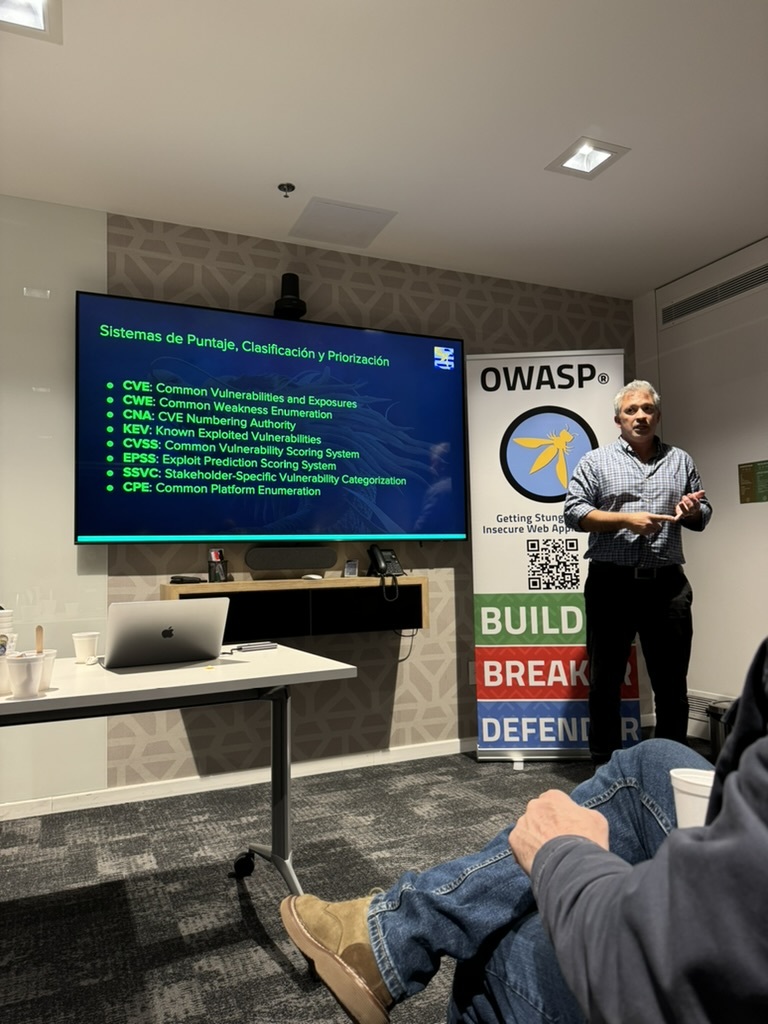 Sistemas de Puntaje, Clasificación y Priorización
CVE: Common Vulnerabilities and Exposures
CWE: Common Weakness Enumeration
CNA: CVE Numbering Authority
KEV: Known Exploited Vulnerabilities
CVSS: Common Vulnerability Scoring System
EPSS: Exploit Prediction Scoring System
SSVC: Stakeholder-Specific Vulnerability Categorization
CPE: Common Platform Enumeration
OWASP®
Getting Stung
Insecure Web App
BUILD
BREAK
DEFEND R